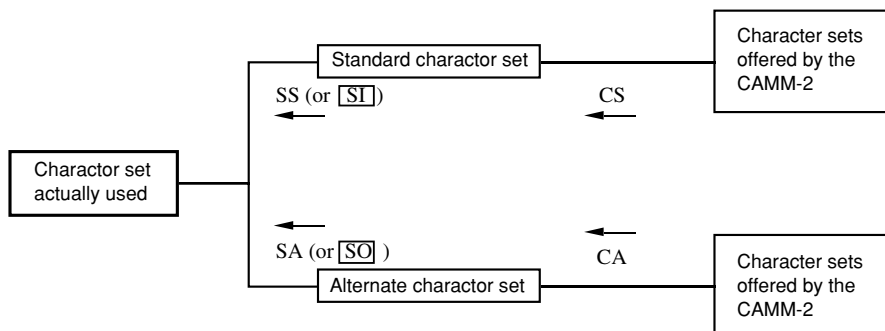 Standard charactor set
Character sets
offered by the
CAMM-2
SS (or SI )
CS
Charactor set
actually used
SA (or SO )
CA
Alternate charactor set
Character sets
offered by the
CAMM-2